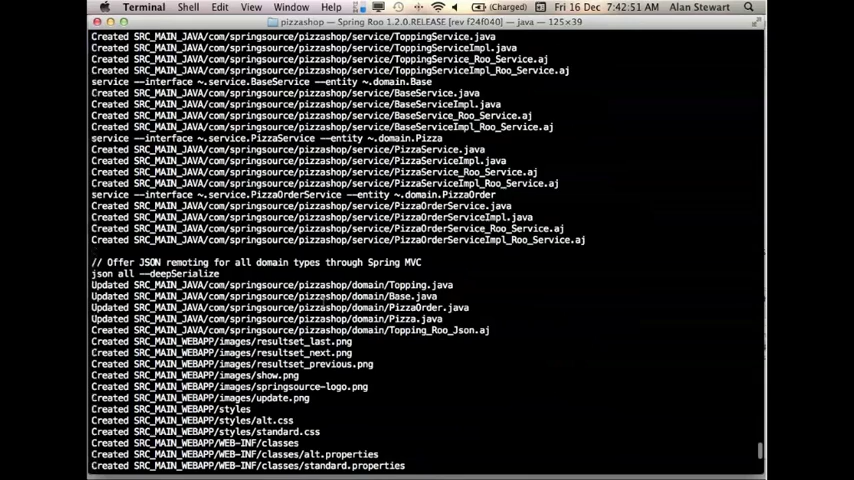 Terminal Shell Edit View Window Help (Charged) Fri 16 Dec 7:42:51 AM Alan Stewart
pizzashop — Spring Roo 1.2.0.RELEASE [rev f24f040] — java — 125×39
Created SRC_MAIN_JAVA/com/springsource/pizzashop/service/ToppingService.java
Created SRC_MAIN_JAVA/com/springsource/pizzashop/service/ToppingServiceImpl.java
Created SRC_MAIN_JAVA/com/springsource/pizzashop/service/ToppingService_Roo_Service.aj
Created SRC_MAIN_JAVA/com/springsource/pizzashop/service/ToppingServiceImpl_Roo_Service.aj
service --interface ~.service.BaseService --entity ~.domain.Base
Created SRC_MAIN_JAVA/com/springsource/pizzashop/service/BaseService.java
Created SRC_MAIN_JAVA/com/springsource/pizzashop/service/BaseServiceImpl.java
Created SRC_MAIN_JAVA/com/springsource/pizzashop/service/BaseService_Roo_Service.aj
Created SRC_MAIN_JAVA/com/springsource/pizzashop/service/BaseServiceImpl_Roo_Service.aj
service --interface ~.service.PizzaService --entity ~.domain.Pizza
Created SRC_MAIN_JAVA/com/springsource/pizzashop/service/PizzaService.java
Created SRC_MAIN_JAVA/com/springsource/pizzashop/service/PizzaServiceImpl.java
Created SRC_MAIN_JAVA/com/springsource/pizzashop/service/PizzaService_Roo_Service.aj
Created SRC_MAIN_JAVA/com/springsource/pizzashop/service/PizzaServiceImpl_Roo_Service.aj
service --interface ~.service.PizzaOrderService --entity ~.domain.PizzaOrder
Created SRC_MAIN_JAVA/com/springsource/pizzashop/service/PizzaOrderService.java
Created SRC_MAIN_JAVA/com/springsource/pizzashop/service/PizzaOrderServiceImpl.java
Created SRC_MAIN_JAVA/com/springsource/pizzashop/service/PizzaOrderService_Roo_Service.aj
Created SRC_MAIN_JAVA/com/springsource/pizzashop/service/PizzaOrderServiceImpl_Roo_Service.aj
// Offer JSON remoting for all domain types through Spring MVC
json all --deepSerialize
Updated SRC_MAIN_JAVA/com/springsource/pizzashop/domain/Topping.java
Updated SRC_MAIN_JAVA/com/springsource/pizzashop/domain/Base.java
Updated SRC_MAIN_JAVA/com/springsource/pizzashop/domain/PizzaOrder.java
Updated SRC_MAIN_JAVA/com/springsource/pizzashop/domain/Pizza.java
Created SRC_MAIN_JAVA/com/springsource/pizzashop/domain/Topping_Roo_Json.aj
Created SRC_MAIN_WEBAPP/images/resultset_last.png
Created SRC_MAIN_WEBAPP/images/resultset_next.png
Created SRC_MAIN_WEBAPP/images/resultset_previous.png
Created SRC_MAIN_WEBAPP/images/show.png
Created SRC_MAIN_WEBAPP/images/springsource-logo.png
Created SRC_MAIN_WEBAPP/images/update.png
Created SRC_MAIN_WEBAPP/styles
Created SRC_MAIN_WEBAPP/styles/alt.css
Created SRC_MAIN_WEBAPP/styles/standard.css
Created SRC_MAIN_WEBAPP/WEB-INF/classes
Created SRC_MAIN_WEBAPP/WEB-INF/classes/alt.properties
Created SRC_MAIN_WEBAPP/WEB-INF/classes/standard.properties